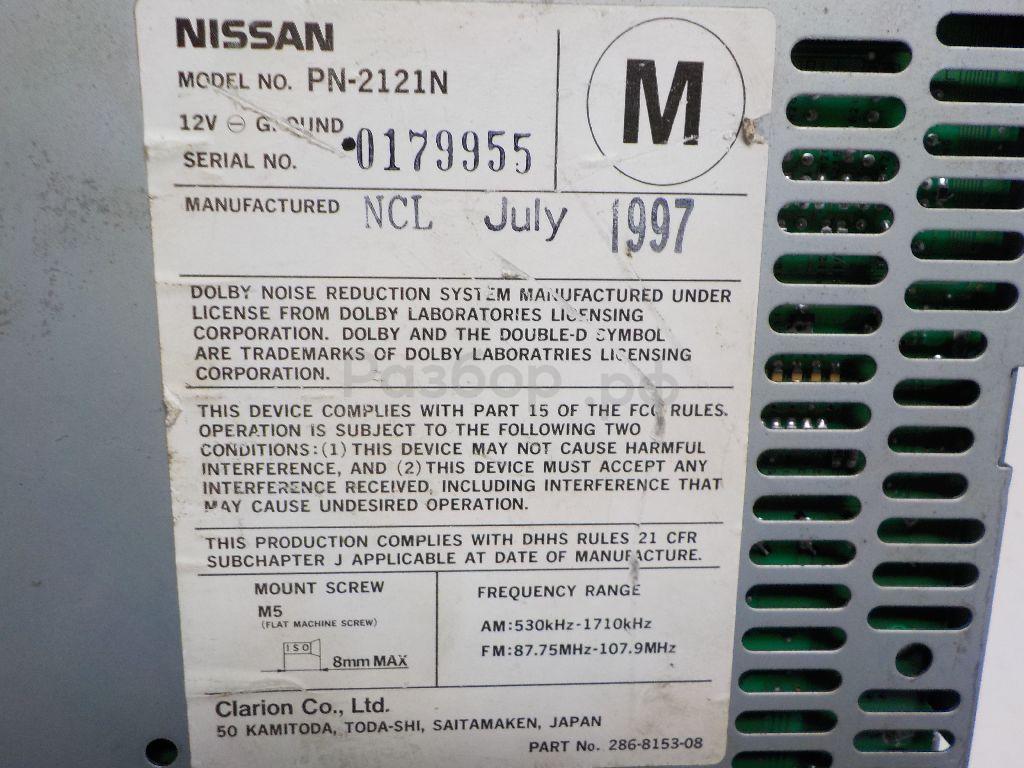 NISSAN
MODEL NO. PN-2121N
12V ⊖ GROUND
SERIAL NO. 0179955
M
MANUFACTURED NCL July 1997
DOLBY NOISE REDUCTION SYSTEM MANUFACTURED UNDER
LICENSE FROM DOLBY LABORATORIES LICENSING
CORPORATION. DOLBY AND THE DOUBLE-D SYMBOL
ARE TRADEMARKS OF DOLBY LABORATRIES LICENSING
CORPORATION.
Разбор.рф
THIS DEVICE COMPLIES WITH PART 15 OF THE FCC RULES.
OPERATION IS SUBJECT TO THE FOLLOWING TWO
CONDITIONS:(1) THIS DEVICE MAY NOT CAUSE HARMFUL
INTERFERENCE, AND (2) THIS DEVICE MUST ACCEPT ANY
INTERFERENCE RECEIVED, INCLUDING INTERFERENCE THAT
MAY CAUSE UNDESIRED OPERATION.
THIS PRODUCTION COMPLIES WITH DHHS RULES 21 CFR
SUBCHAPTER J APPLICABLE AT DATE OF MANUFACTURE.
MOUNT SCREW
M5
(FLAT MACHINE SCREW)
ISO
8mm MAX
FREQUENCY RANGE
AM:530kHz-1710kHz
FM:87.75MHz-107.9MHz
Clarion Co., Ltd.
50 KAMITODA, TODA-SHI, SAITAMAKEN, JAPAN
PART No. 286-8153-08